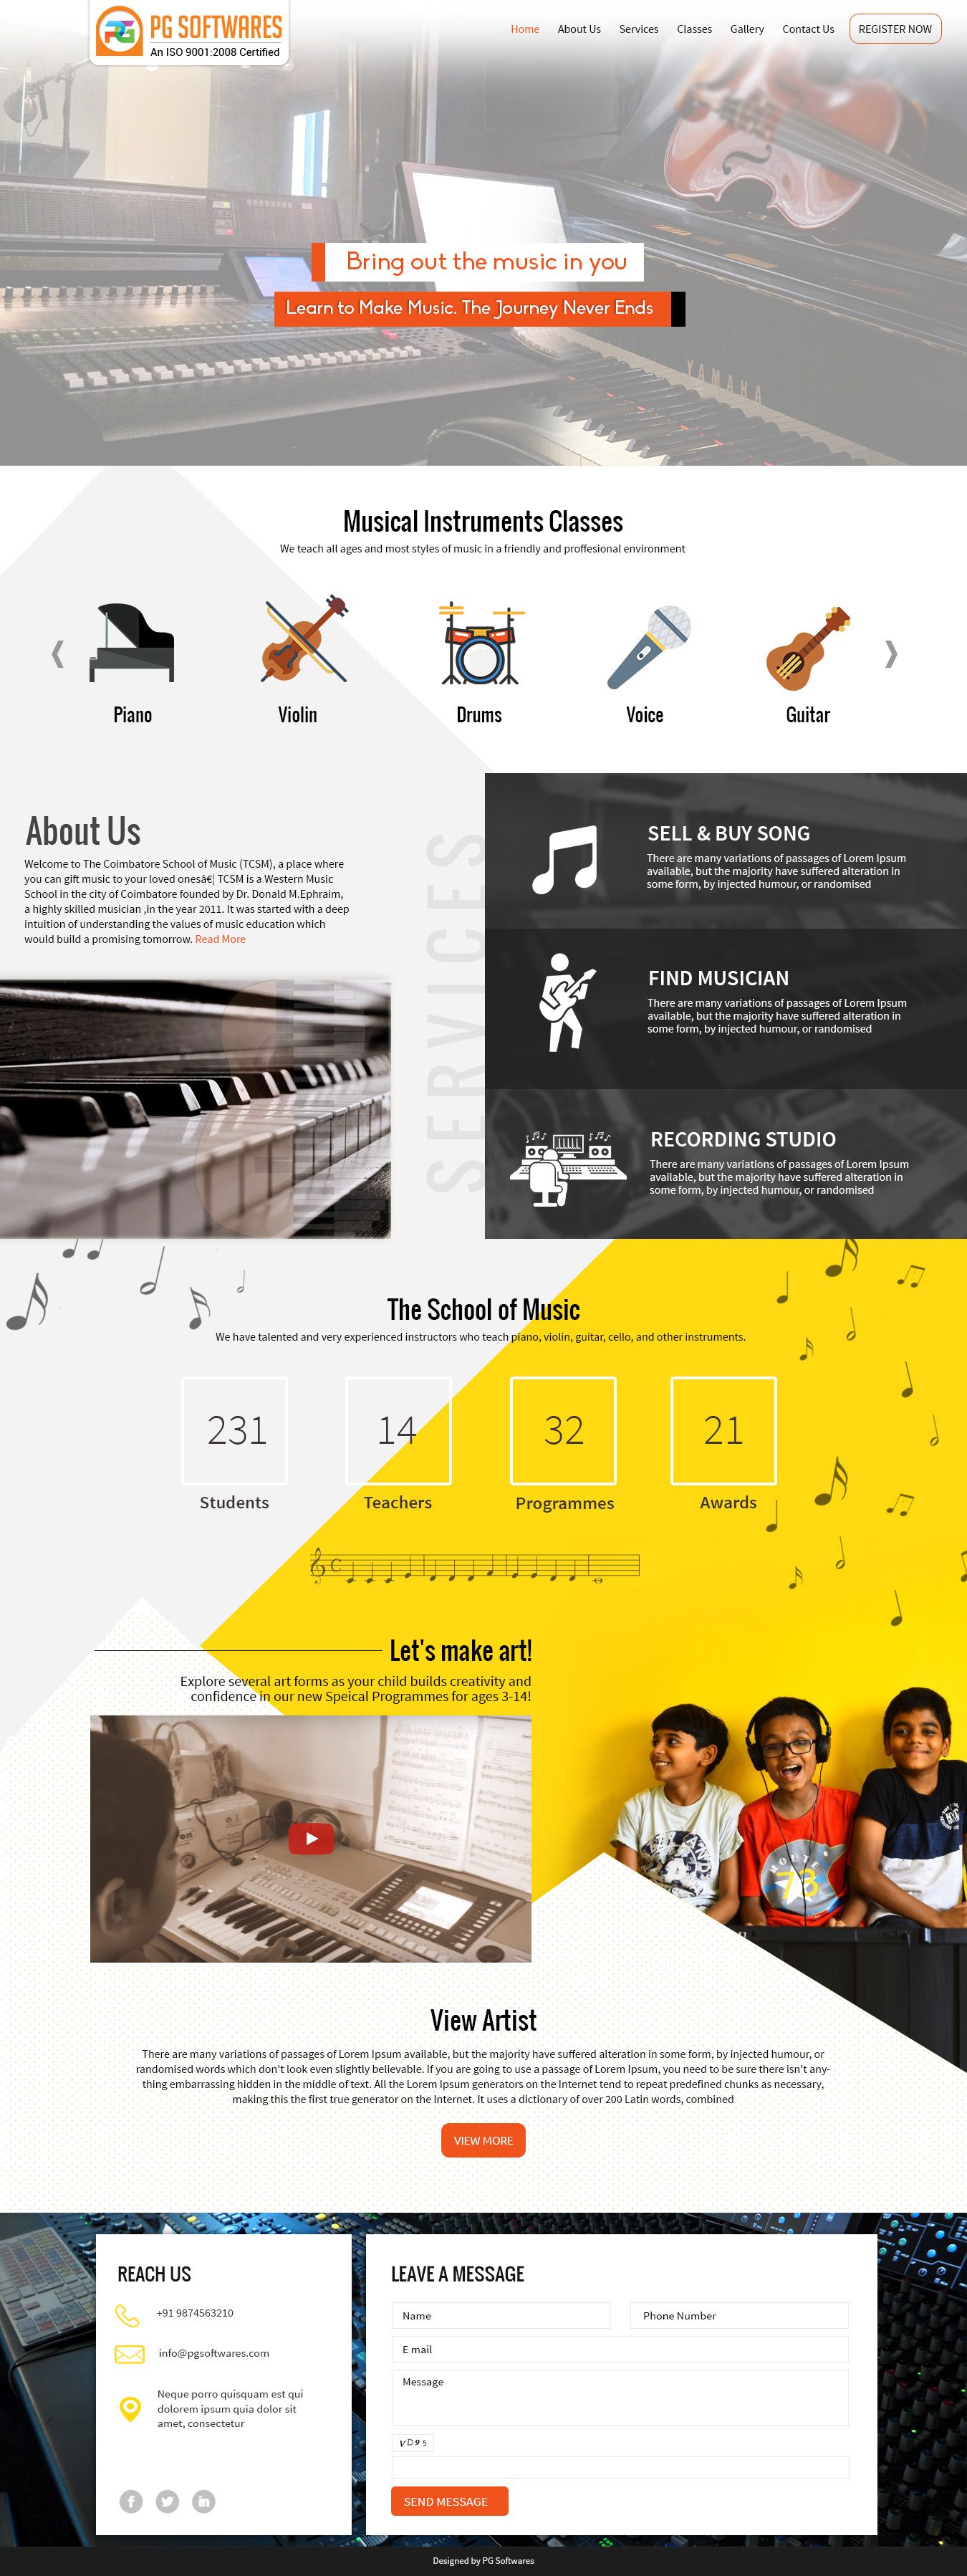 PG SOFTWARES
An ISO 9001:2008 Certified
Home
About Us
Services
Classes
Gallery
Contact Us
REGISTER NOW
Bring out the music in you
Learn to Make Music. The Journey Never Ends
YAMAHA
Musical Instruments Classes
We teach all ages and most styles of music in a friendly and proffesional environment
Piano
Violin
Drums
Voice
Guitar
About Us
Welcome to The Coimbatore School of Music (TCSM), a place where
you can gift music to your loved onesâ€¦ TCSM is a Western Music
School in the city of Coimbatore founded by Dr. Donald M.Ephraim,
a highly skilled musician ,in the year 2011. It was started with a deep
intuition of understanding the values of music education which
would build a promising tomorrow. Read More
SERVICES
SELL & BUY SONG
There are many variations of passages of Lorem Ipsum
available, but the majority have suffered alteration in
some form, by injected humour, or randomised
FIND MUSICIAN
There are many variations of passages of Lorem Ipsum
available, but the majority have suffered alteration in
some form, by injected humour, or randomised
RECORDING STUDIO
There are many variations of passages of Lorem Ipsum
available, but the majority have suffered alteration in
some form, by injected humour, or randomised
The School of Music
We have talented and very experienced instructors who teach piano, violin, guitar, cello, and other instruments.
231
14
32
21
Students
Teachers
Programmes
Awards
Let's make art!
Explore several art forms as your child builds creativity and
confidence in our new Speical Programmes for ages 3-14!
73
View Artist
There are many variations of passages of Lorem Ipsum available, but the majority have suffered alteration in some form, by injected humour, or
randomised words which don't look even slightly believable. If you are going to use a passage of Lorem Ipsum, you need to be sure there isn't any-
thing embarrassing hidden in the middle of text. All the Lorem Ipsum generators on the Internet tend to repeat predefined chunks as necessary,
making this the first true generator on the Internet. It uses a dictionary of over 200 Latin words, combined
VIEW MORE
REACH US
+91 9874563210
info@pgsoftwares.com
Neque porro quisquam est qui
dolorem ipsum quia dolor sit
amet, consectetur
LEAVE A MESSAGE
Name
Phone Number
E mail
Message
V D 9 5
SEND MESSAGE
Designed by PG Softwares